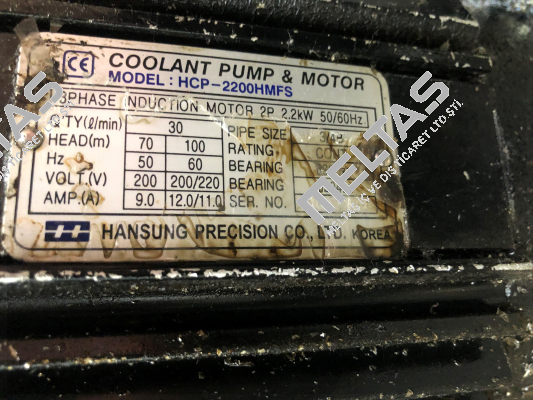 CE COOLANT PUMP & MOTOR
MODEL : HCP-2200HMFS
3PHASE INDUCTION MOTOR 2P 2.2kW 50/60Hz
Q'TY(ℓ/min) 30 PIPE SIZE
HEAD(m) 70 100 RATING
Hz 50 60 BEARING
VOLT.(V) 200 200/220 BEARING
AMP.(A) 9.0 12.0/11.0 SER. NO.
HANSUNG PRECISION CO., LTD. KOREA
MELTAS